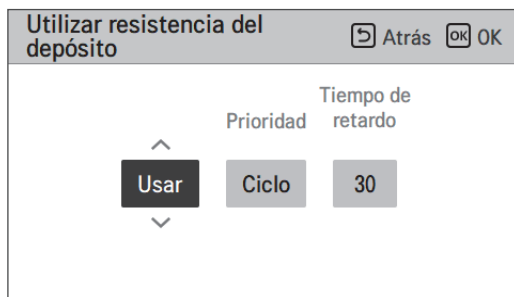 Utilizar resistencia del
depósito
Atrás OK OK
Prioridad
Tiempo de
retardo
Usar
Ciclo
30